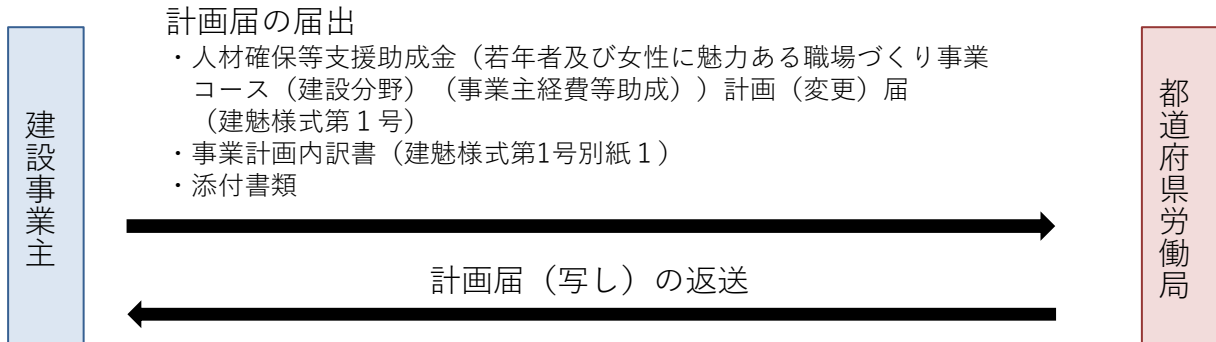 計画届の届出
・人材確保等支援助成金（若年者及び女性に魅力ある職場づくり事業
コース（建設分野）（事業主経費等助成））計画（変更）届
（建魅様式第１号）
・事業計画内訳書（建魅様式第1号別紙１）
・添付書類
建設事業主
都道府県労働局
計画届（写し）の返送